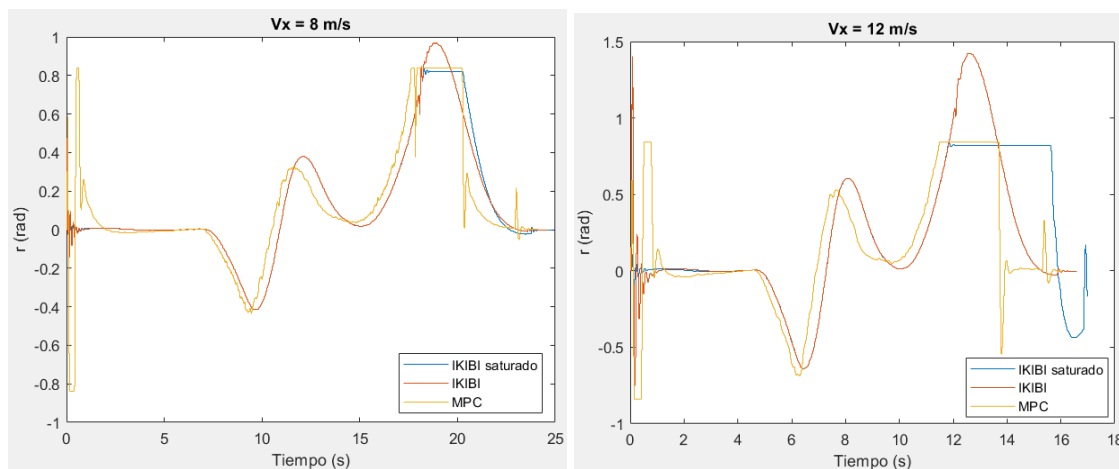 Vx = 8 m/s
r (rad)
1
0.8
0.6
0.4
0.2
0
-0.2
-0.4
-0.6
-0.8
-1
0 5 10 15 20 25
Tiempo (s)
IKIBI saturado
IKIBI
MPC
Vx = 12 m/s
r (rad)
1.5
1
0.5
0
-0.5
-1
0 2 4 6 8 10 12 14 16 18
Tiempo (s)
IKIBI saturado
IKIBI
MPC